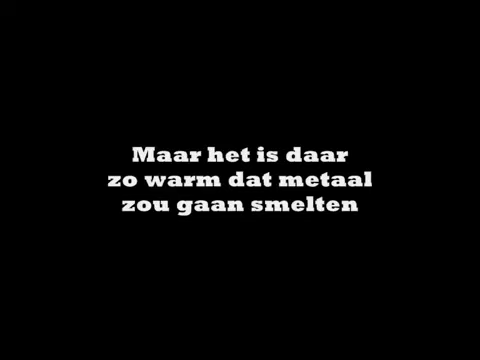 Maar het is daar
zo warm dat metaal
zou gaan smelten